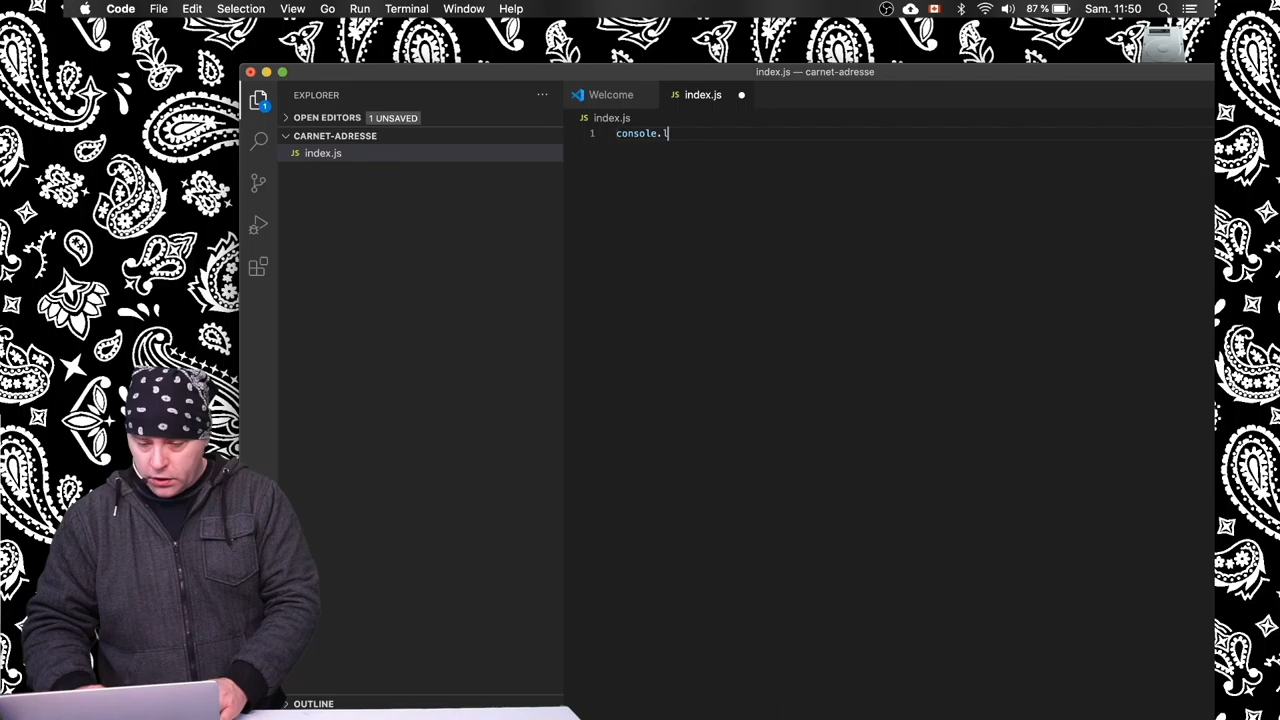 Code File Edit Selection View Go Run Terminal Window Help 87 % Sam. 11:50
index.js — carnet-adresse
EXPLORER ··· Welcome JS index.js
OPEN EDITORS 1 UNSAVED
JS index.js
CARNET-ADRESSE
1 console.l
JS index.js
1
OUTLINE